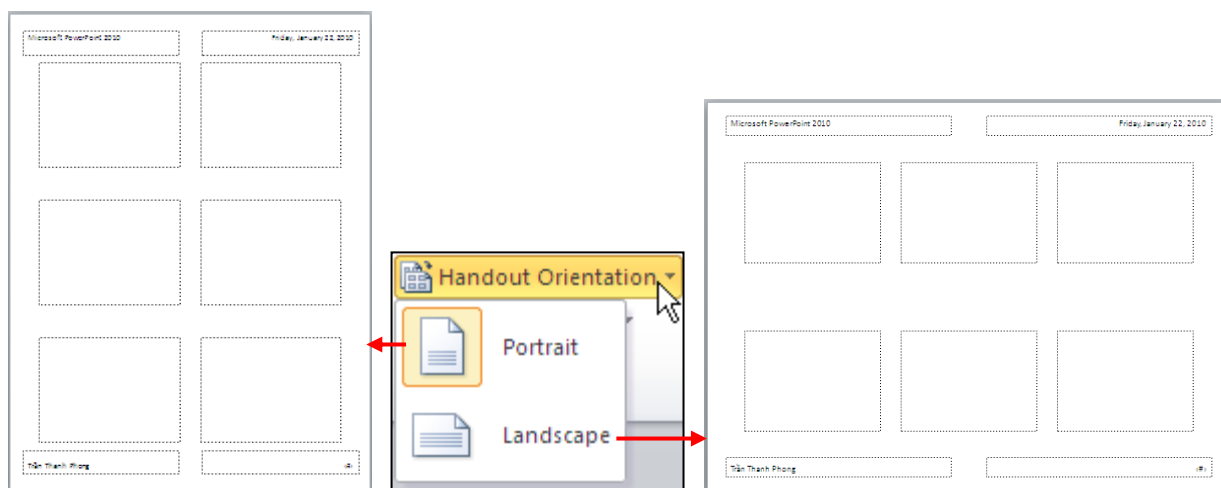 Microsoft PowerPoint 2010
Friday, January 22, 2010
Trần Thanh Phong
‹#›
Handout Orientation
Portrait
Landscape
Microsoft PowerPoint 2010
Friday, January 22, 2010
Trần Thanh Phong
‹#›